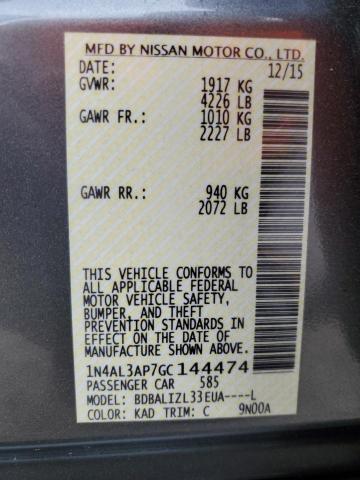 MFD BY NISSAN MOTOR CO., LTD.
DATE: 12/15
GVWR: 1917 KG
4226 LB
GAWR FR.: 1010 KG
2227 LB
GAWR RR.: 940 KG
2072 LB
THIS VEHICLE CONFORMS TO
ALL APPLICABLE FEDERAL
MOTOR VEHICLE SAFETY,
BUMPER, AND THEFT
PREVENTION STANDARDS IN
EFFECT ON THE DATE OF
MANUFACTURE SHOWN ABOVE.
1N4AL3AP7GC144474
PASSENGER CAR 585
MODEL: BDBALIZL33EUA----L
COLOR: KAD TRIM: C 9N00A